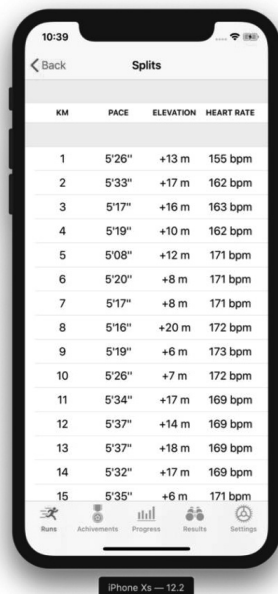 10:39
Back Splits
KM PACE ELEVATION HEART RATE
1 5'26" +13 m 155 bpm
2 5'33" +17 m 162 bpm
3 5'17" +16 m 163 bpm
4 5'19" +10 m 162 bpm
5 5'08" +12 m 171 bpm
6 5'20" +8 m 171 bpm
7 5'17" +8 m 171 bpm
8 5'16" +20 m 172 bpm
9 5'19" +6 m 173 bpm
10 5'26" +7 m 172 bpm
11 5'34" +17 m 169 bpm
12 5'37" +14 m 169 bpm
13 5'37" +18 m 169 bpm
14 5'32" +17 m 169 bpm
15 5'35" +6 m 171 bpm
Runs Achivements Progress Results Settings
iPhone Xs — 12.2